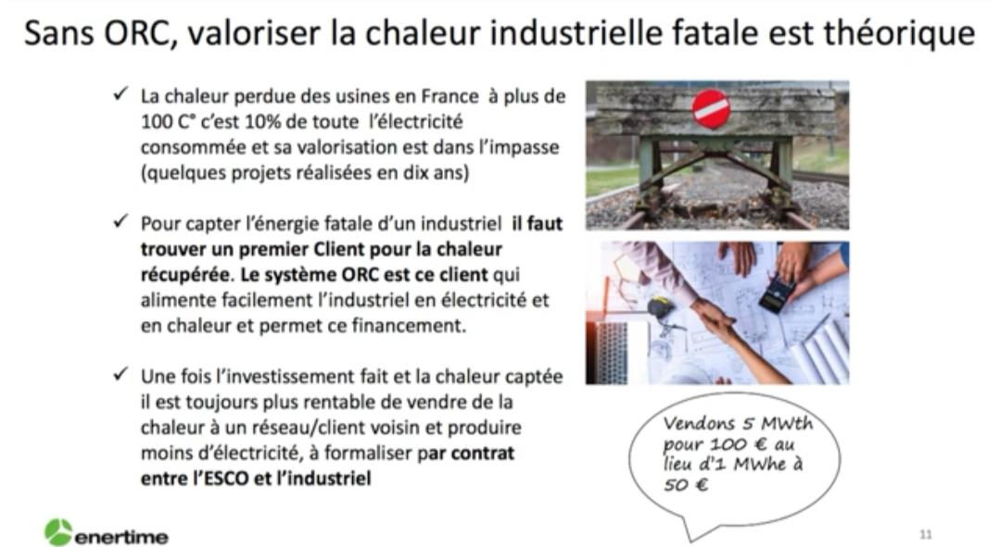 Sans ORC, valoriser la chaleur industrielle fatale est théorique
✓ La chaleur perdue des usines en France à plus de
100 C° c'est 10% de toute l'électricité
consommée et sa valorisation est dans l'impasse
(quelques projets réalisées en dix ans)
✓ Pour capter l'énergie fatale d'un industriel il faut
trouver un premier Client pour la chaleur
récupérée. Le système ORC est ce client qui
alimente facilement l'industriel en électricité et
en chaleur et permet ce financement.
✓ Une fois l'investissement fait et la chaleur captée
il est toujours plus rentable de vendre de la
chaleur à un réseau/client voisin et produire
moins d'électricité, à formaliser par contrat
entre l'ESCO et l'industriel
Vendons 5 MWth
pour 100 € au
lieu d'1 MWhe à
50 €
enertime
11